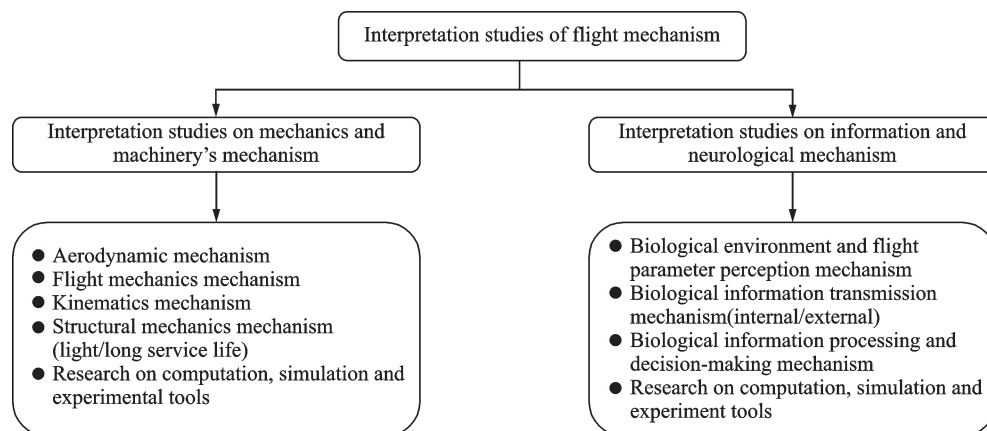 Interpretation studies of flight mechanism
Interpretation studies on mechanics and
machinery's mechanism
Interpretation studies on information and
neurological mechanism
● Aerodynamic mechanism
● Flight mechanics mechanism
● Kinematics mechanism
● Structural mechanics mechanism
(light/long service life)
● Research on computation, simulation and
experimental tools
● Biological environment and flight
parameter perception mechanism
● Biological information transmission
mechanism(internal/external)
● Biological information processing and
decision-making mechanism
● Research on computation, simulation and
experiment tools